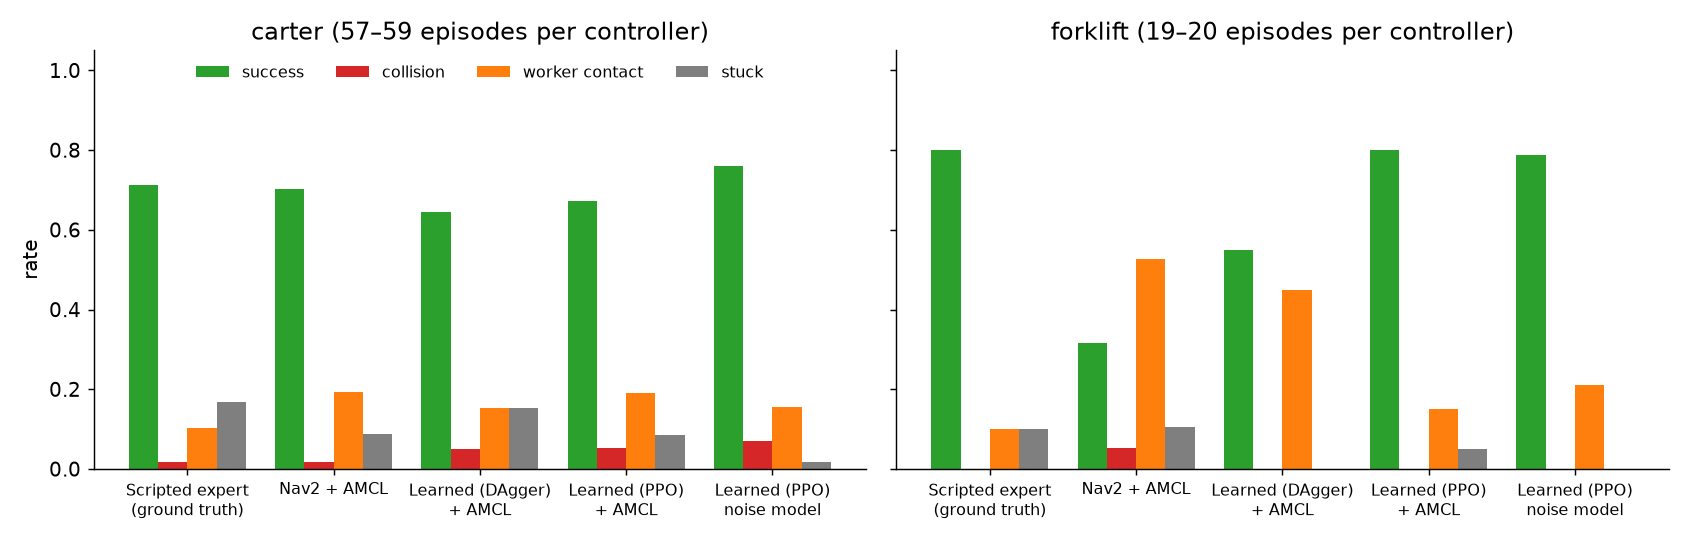 carter (57–59 episodes per controller)
success collision worker contact stuck
rate
1.0
0.8
0.6
0.4
0.2
0.0
Scripted expert
(ground truth)
Nav2 + AMCL
Learned (DAgger)
+ AMCL
Learned (PPO)
+ AMCL
Learned (PPO)
noise model
forklift (19–20 episodes per controller)
Scripted expert
(ground truth)
Nav2 + AMCL
Learned (DAgger)
+ AMCL
Learned (PPO)
+ AMCL
Learned (PPO)
noise model